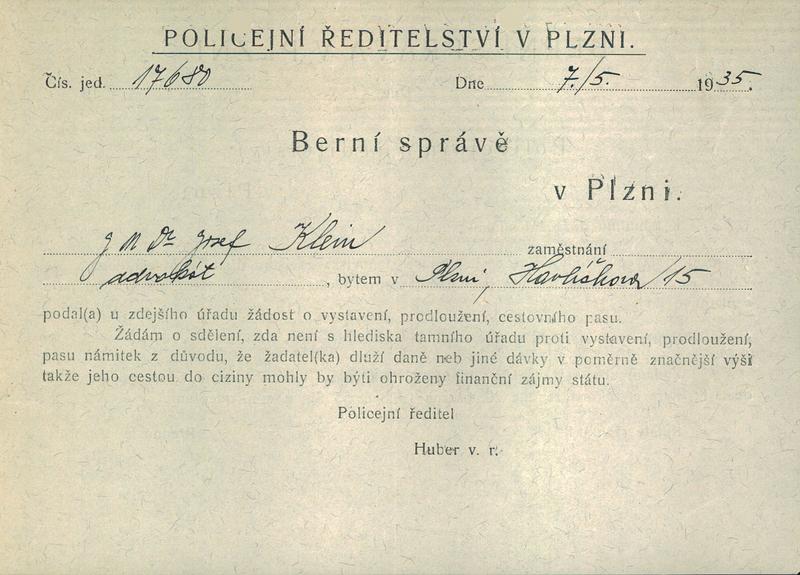 POLICEJNÍ ŘEDITELSTVÍ V PLZNI.
Čís. jed. 17680 Dne 7./5. 1935.
Berní správě
v Plzni.
J U Dr Josef Klein zaměstnání
advokát, bytem v Plzni, Havlíčkova 15
podal(a) u zdejšího úřadu žádost o vystavení, prodloužení, cestovního pasu.
Žádám o sdělení, zda není s hlediska tamního úřadu proti vystavení, prodloužení,
pasu námitek z důvodu, že žadatel(ka) dluží daně neb jiné dávky v poměrně značnější výši
takže jeho cestou do ciziny mohly by býti ohroženy finanční zájmy státu.
Policejní ředitel
Huber v. r.